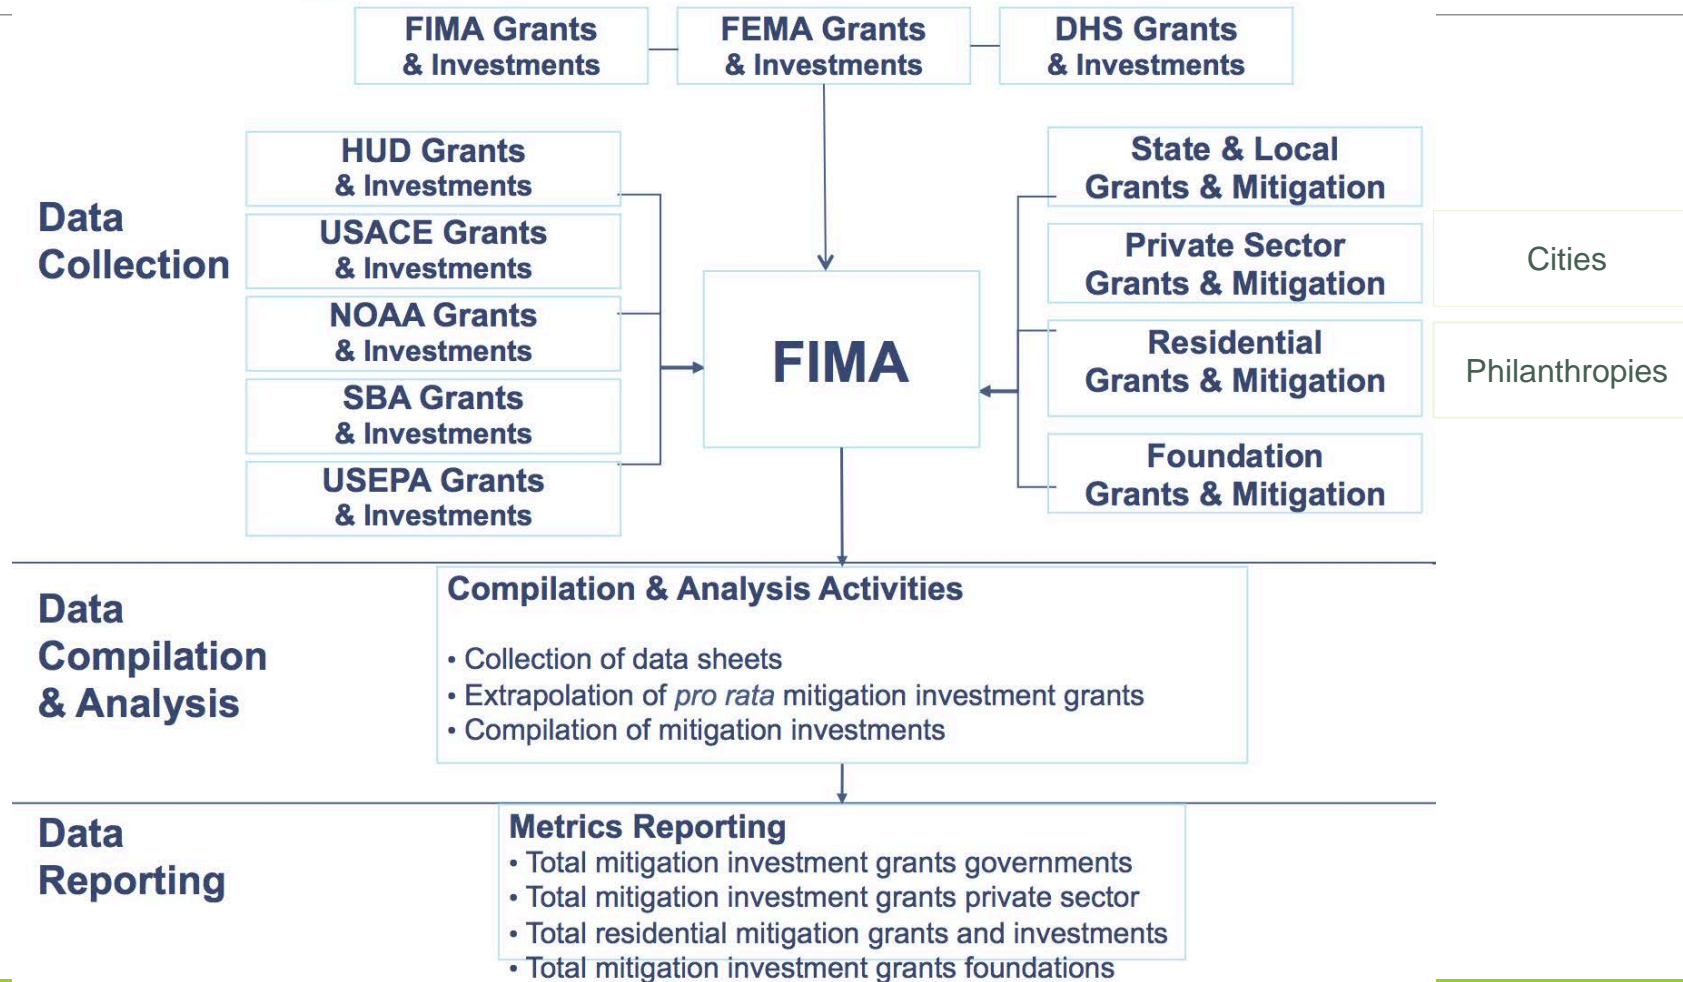 FIMA Grants
& Investments
FEMA Grants
& Investments
DHS Grants
& Investments
Data
Collection
HUD Grants
& Investments
USACE Grants
& Investments
NOAA Grants
& Investments
SBA Grants
& Investments
USEPA Grants
& Investments
FIMA
State & Local
Grants & Mitigation
Private Sector
Grants & Mitigation
Residential
Grants & Mitigation
Foundation
Grants & Mitigation
Cities
Philanthropies
Data
Compilation
& Analysis
Compilation & Analysis Activities
• Collection of data sheets
• Extrapolation of pro rata mitigation investment grants
• Compilation of mitigation investments
Data
Reporting
Metrics Reporting
• Total mitigation investment grants governments
• Total mitigation investment grants private sector
• Total residential mitigation grants and investments
• Total mitigation investment grants foundations